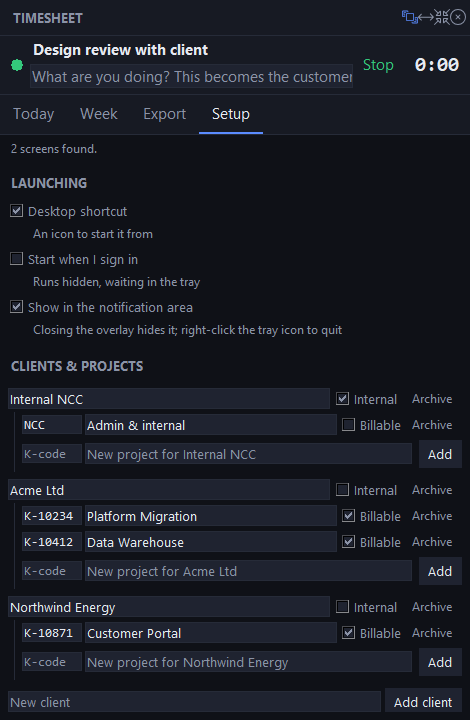 TIMESHEET
Design review with client
What are you doing? This becomes the customer
Stop
0:00
Today Week Export Setup
2 screens found.
LAUNCHING
Desktop shortcut
An icon to start it from
Start when I sign in
Runs hidden, waiting in the tray
Show in the notification area
Closing the overlay hides it; right-click the tray icon to quit
CLIENTS & PROJECTS
Internal NCC Internal Archive
NCC Admin & internal Billable Archive
K-code New project for Internal NCC Add
Acme Ltd Internal Archive
K-10234 Platform Migration Billable Archive
K-10412 Data Warehouse Billable Archive
K-code New project for Acme Ltd Add
Northwind Energy Internal Archive
K-10871 Customer Portal Billable Archive
K-code New project for Northwind Energy Add
New client Add client